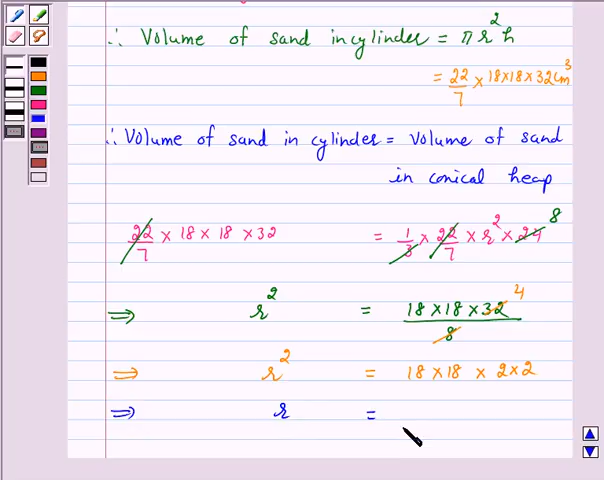 ∴ Volume of sand in cylinder = π r² h
= 22/7 × 18×18×32 cm³
∴ Volume of sand in cylinder = Volume of sand
in conical heap
22/7 × 18 × 18 × 32 = 1/3 × 22/7 × r² × 24 8
⇒ r² = 18 × 18 × 32 4 / 8
⇒ r² = 18 × 18 × 2 × 2
⇒ r =